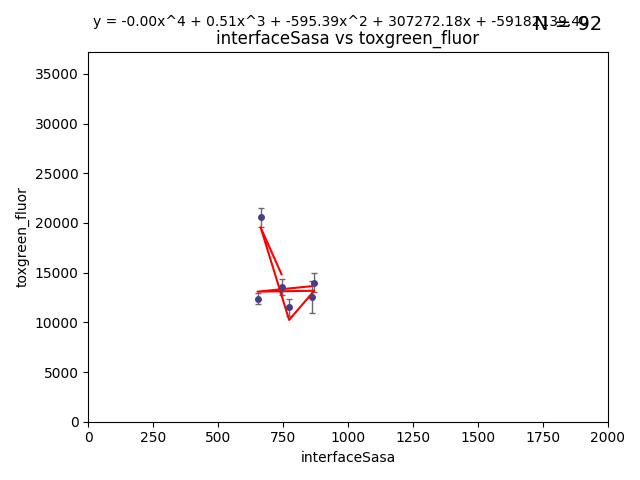 y = -0.00x^4 + 0.51x^3 + -595.39x^2 + 307272.18x +
N = 92
interfaceSasa vs toxgreen_fluor
35000
30000
25000
20000
15000
10000
5000
0
toxgreen_fluor
0 250 500 750 1000 1250 1500 1750 2000
interfaceSasa